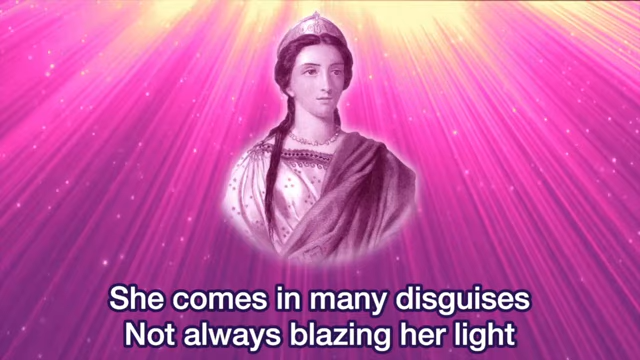 She comes in many disguises
Not always blazing her light